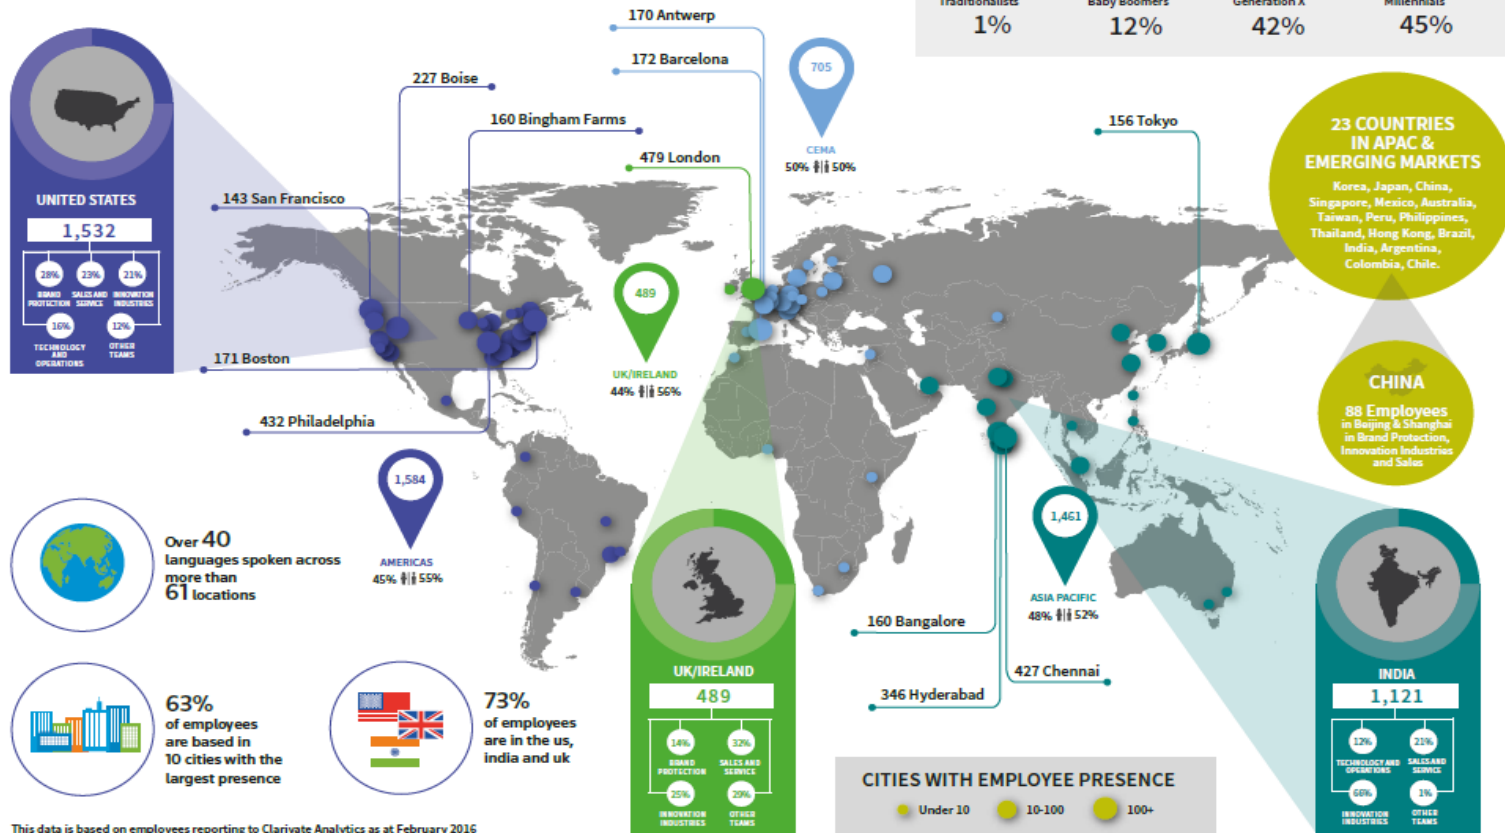 Traditionalists
1%
Baby Boomers
12%
Generation X
42%
Millennials
45%
170 Antwerp
172 Barcelona
705
CEMA
50% 50%
227 Boise
160 Bingham Farms
479 London
143 San Francisco
156 Tokyo
UNITED STATES
1,532
28%
BRAND
PROTECTION
23%
SALES AND
SERVICE
21%
INNOVATION
INDUSTRIES
16%
TECHNOLOGY
AND
OPERATIONS
12%
OTHER
TEAMS
23 COUNTRIES
IN APAC &
EMERGING MARKETS
Korea, Japan, China,
Singapore, Mexico, Australia,
Taiwan, Peru, Philippines,
Thailand, Hong Kong, Brazil,
India, Argentina,
Colombia, Chile.
489
UK/IRELAND
44% 56%
171 Boston
432 Philadelphia
CHINA
88 Employees
in Beijing & Shanghai
in Brand Protection,
Innovation Industries
and Sales
1,584
AMERICAS
45% 55%
1,461
ASIA PACIFIC
48% 52%
Over 40
languages spoken across
more than
61 locations
160 Bangalore
427 Chennai
346 Hyderabad
63%
of employees
are based in
10 cities with the
largest presence
73%
of employees
are in the us,
india and uk
UK/IRELAND
489
14%
BRAND
PROTECTION
32%
SALES AND
SERVICE
25%
INNOVATION
INDUSTRIES
29%
OTHER
TEAMS
INDIA
1,121
12%
TECHNOLOGY AND
OPERATIONS
21%
SALES AND
SERVICE
66%
INNOVATION
INDUSTRIES
1%
OTHER
TEAMS
CITIES WITH EMPLOYEE PRESENCE
Under 10
10-100
100+
This data is based on employees reporting to Clarivate Analytics as at February 2016